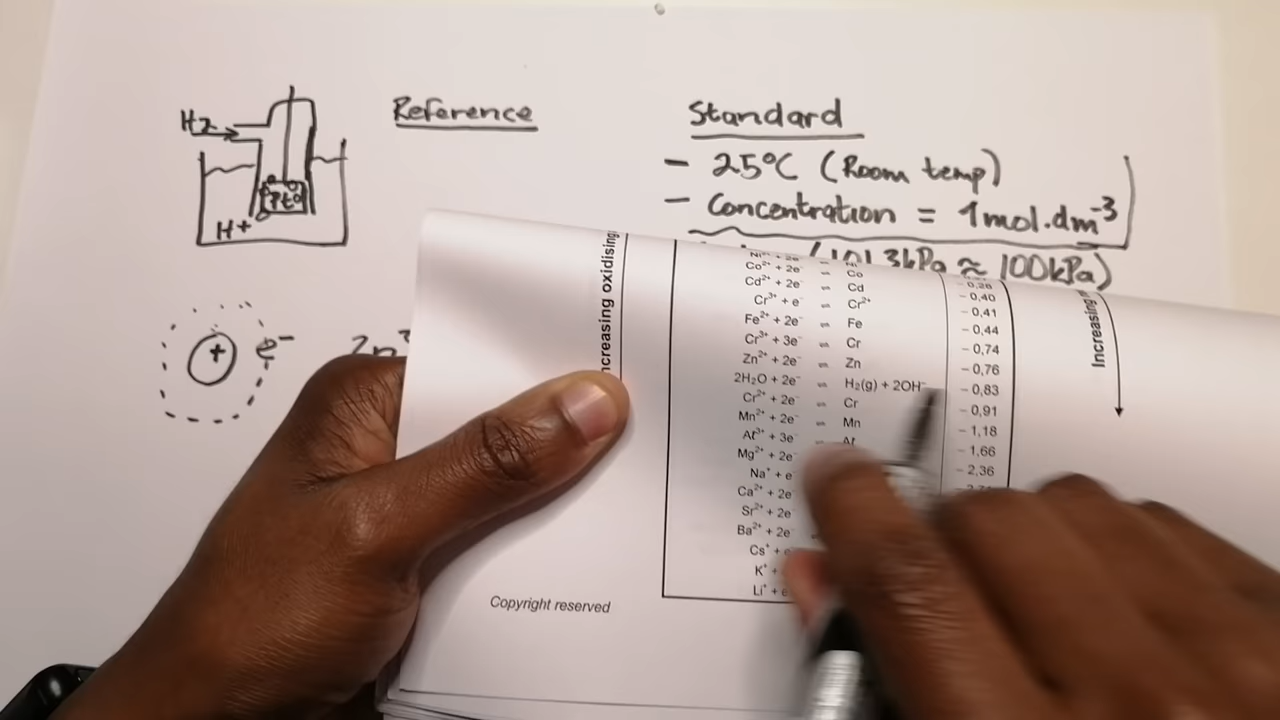 H2
H+
Pt
Reference
Standard
- 25°C (Room temp)
- Concentration = 1mol.dm⁻³
(101.3kPa ≈ 100kPa)
+ e⁻
Increasing oxidising
Co²⁺ + 2e⁻ ⇌ Co
Cd²⁺ + 2e⁻ ⇌ Cd - 0,40
Cr³⁺ + e⁻ ⇌ Cr²⁺ - 0,41
Fe²⁺ + 2e⁻ ⇌ Fe - 0,44
Cr³⁺ + 3e⁻ ⇌ Cr - 0,74
Zn²⁺ + 2e⁻ ⇌ Zn - 0,76
2H₂O + 2e⁻ ⇌ H₂(g) + 2OH⁻ - 0,83
Cr²⁺ + 2e⁻ ⇌ Cr - 0,91
Mn²⁺ + 2e⁻ ⇌ Mn - 1,18
Aℓ³⁺ + 3e⁻ ⇌ Aℓ - 1,66
Mg²⁺ + 2e⁻ - 2,36
Na⁺ + e⁻
Ca²⁺ + 2e⁻
Sr²⁺ + 2e⁻
Ba²⁺ + 2e⁻
Cs⁺ + e
K⁺ +
Li⁺ + e
Increasing
Copyright reserved